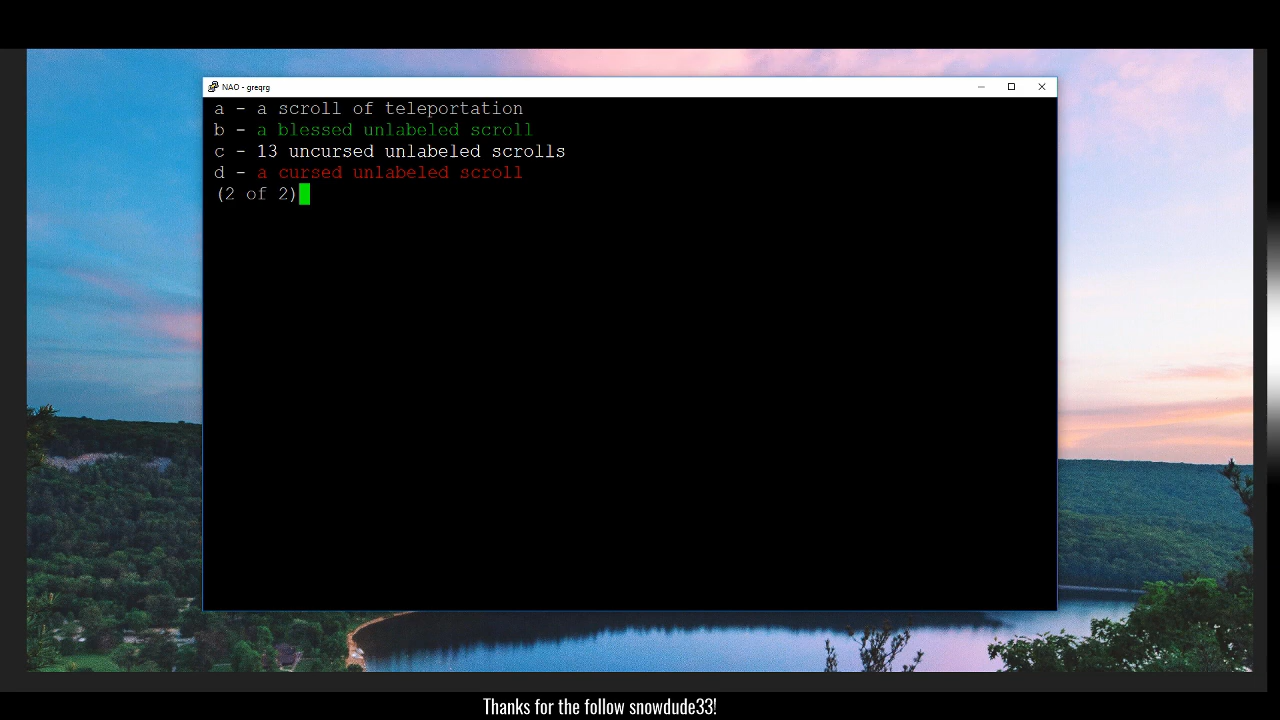 NAO - greqrg
a - a scroll of teleportation
b - a blessed unlabeled scroll
c - 13 uncursed unlabeled scrolls
d - a cursed unlabeled scroll
(2 of 2)
Thanks for the follow snowdude33!